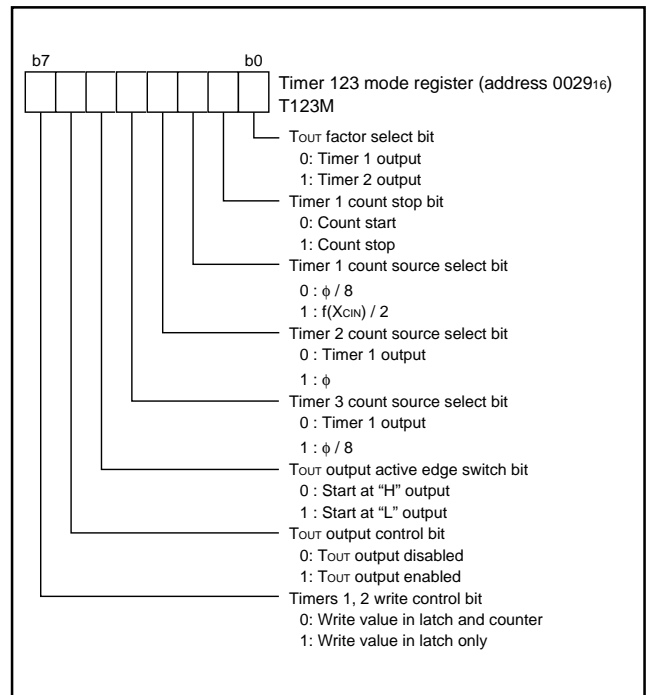 b7 b0
Timer 123 mode register (address 002916)
T123M
TOUT factor select bit
0: Timer 1 output
1: Timer 2 output
Timer 1 count stop bit
0: Count start
1: Count stop
Timer 1 count source select bit
0 : ϕ / 8
1 : f(XCIN) / 2
Timer 2 count source select bit
0 : Timer 1 output
1 : ϕ
Timer 3 count source select bit
0 : Timer 1 output
1 : ϕ / 8
TOUT output active edge switch bit
0 : Start at “H” output
1 : Start at “L” output
TOUT output control bit
0: TOUT output disabled
1: TOUT output enabled
Timers 1, 2 write control bit
0: Write value in latch and counter
1: Write value in latch only